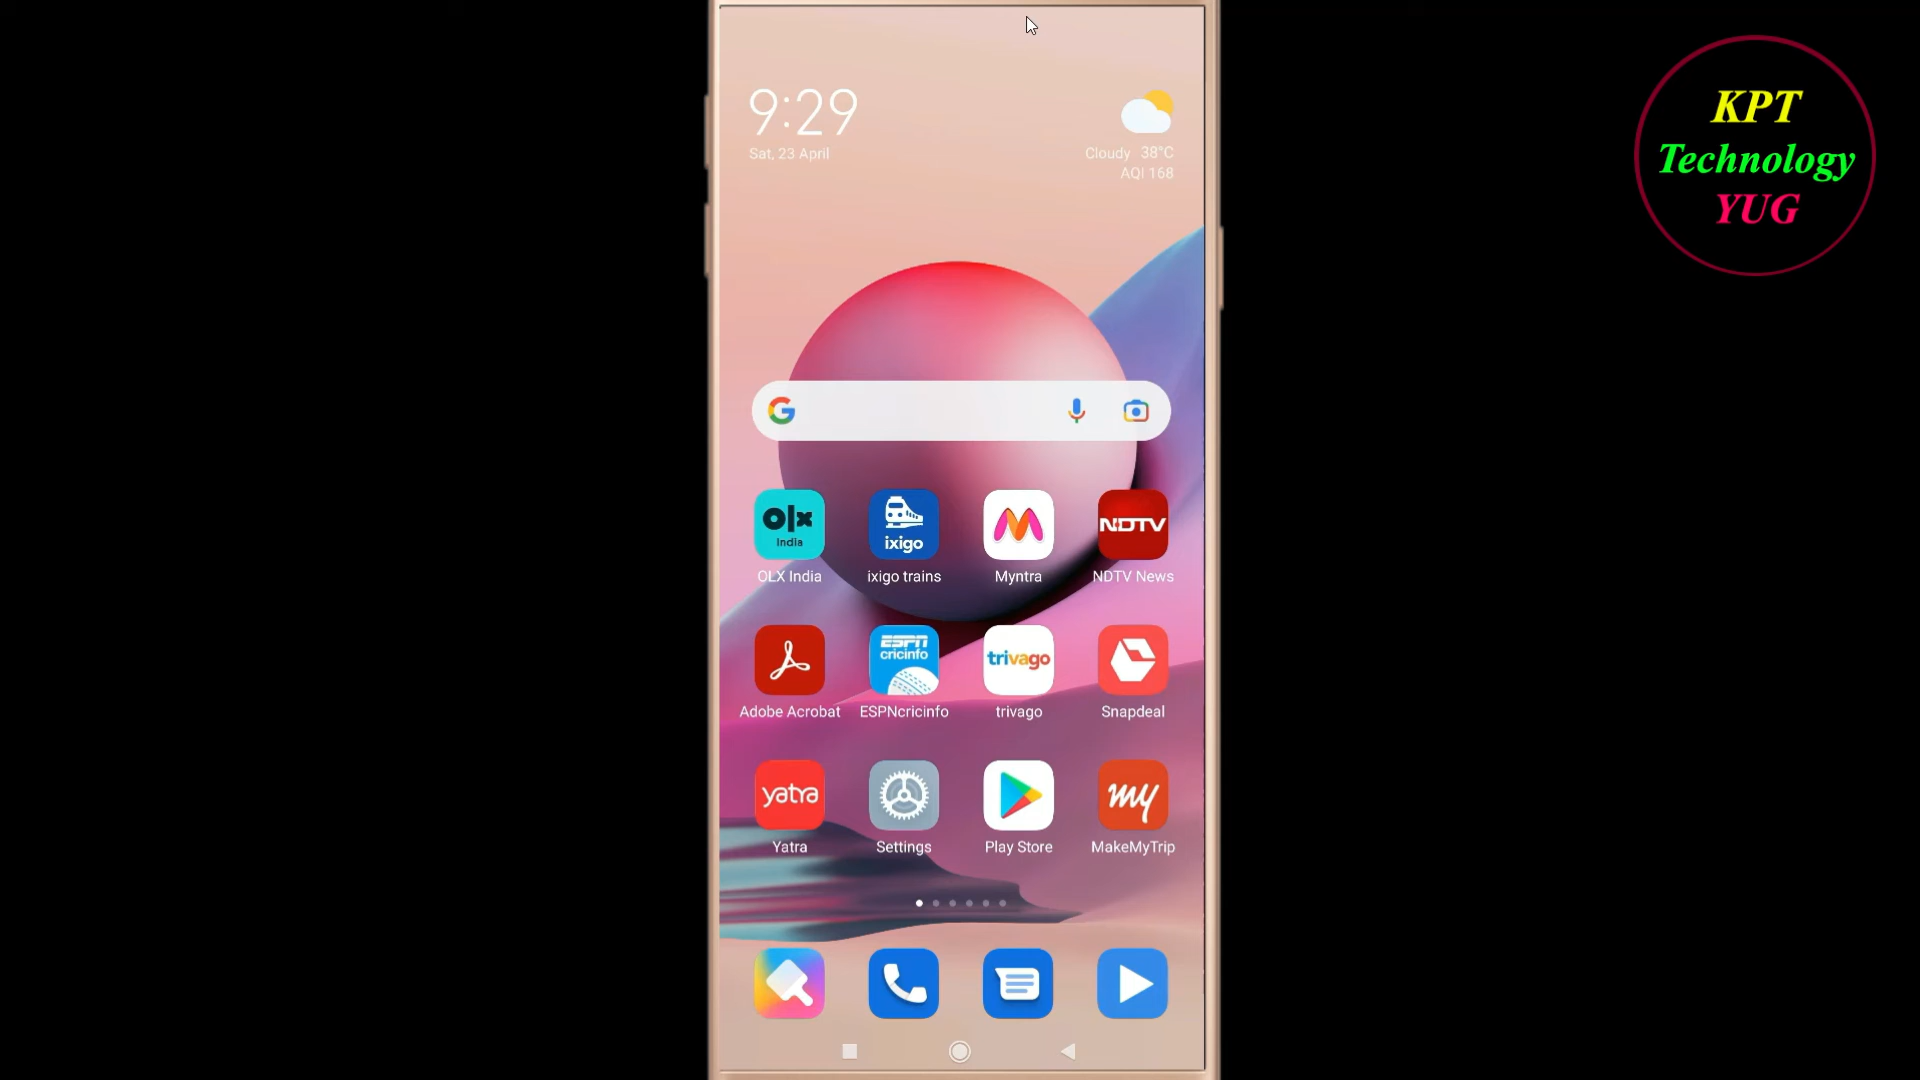 9:29
Sat, 23 April
Cloudy 38°C
AQI 168
KPT
Technology
YUG
G
olx
India
ixigo
NDTV
OLX India
ixigo trains
Myntra
NDTV News
ESPN
cricinfo
trivago
Adobe Acrobat
ESPNcricinfo
trivago
Snapdeal
yatra
my
Yatra
Settings
Play Store
MakeMyTrip